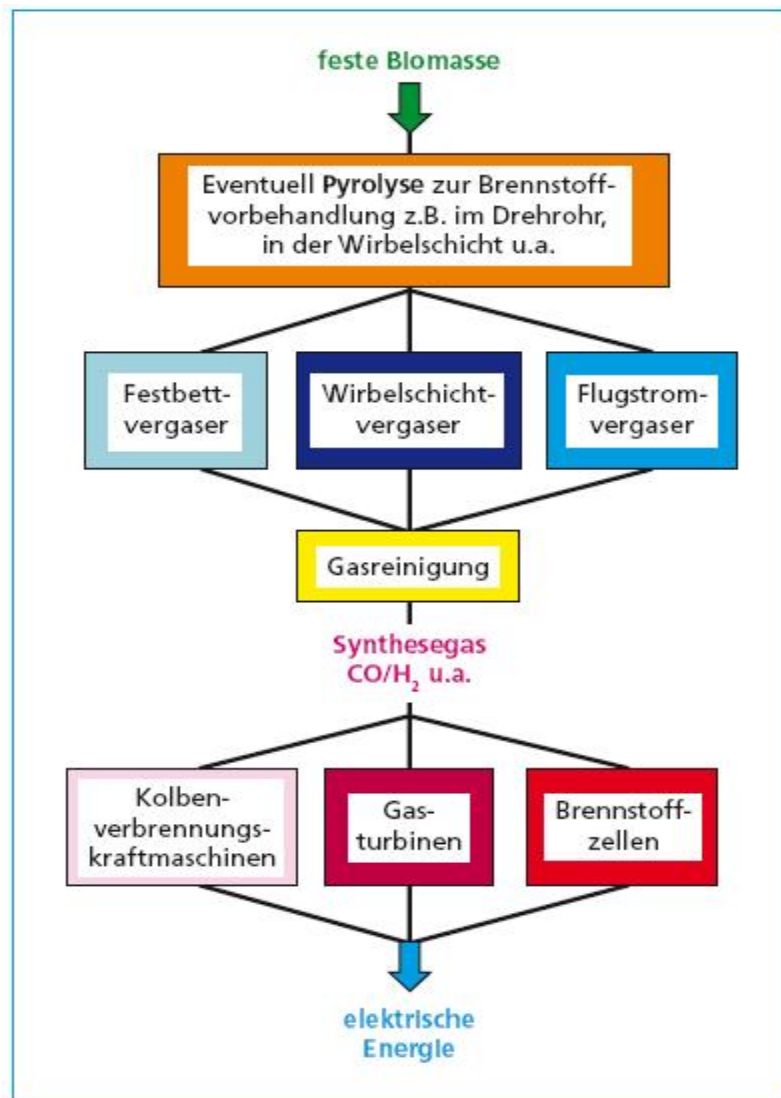 feste Biomasse
Eventuell Pyrolyse zur Brennstoff-
vorbehandlung z.B. im Drehrohr,
in der Wirbelschicht u.a.
Festbett-
vergaser
Wirbelschicht-
vergaser
Flugstrom-
vergaser
Gasreinigung
Synthesegas
CO/H₂ u.a.
Kolben-
verbrennungs-
kraftmaschinen
Gas-
turbinen
Brennstoff-
zellen
elektrische
Energie